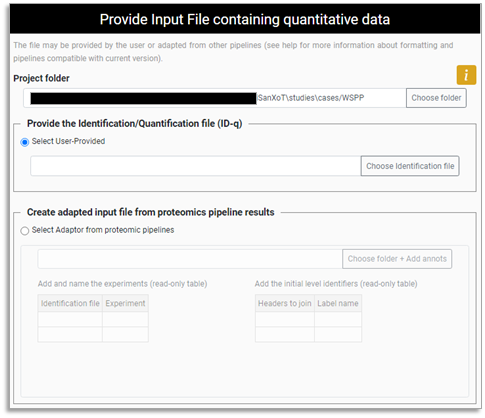 Provide Input File containing quantitative data
The file may be provided by the user or adapted from other pipelines (see help for more information about formatting and
pipelines compatible with current version).
i
Project folder
iSanXoT\studies\cases/WSPP Choose folder
Provide the Identification/Quantification file (ID-q)
Select User-Provided
Choose Identification file
Create adapted input file from proteomics pipeline results
Select Adaptor from proteomic pipelines
Choose folder + Add annots
Add and name the experiments (read-only table) Add the initial level identifiers (read-only table)
Identification file Experiment Headers to join Label name